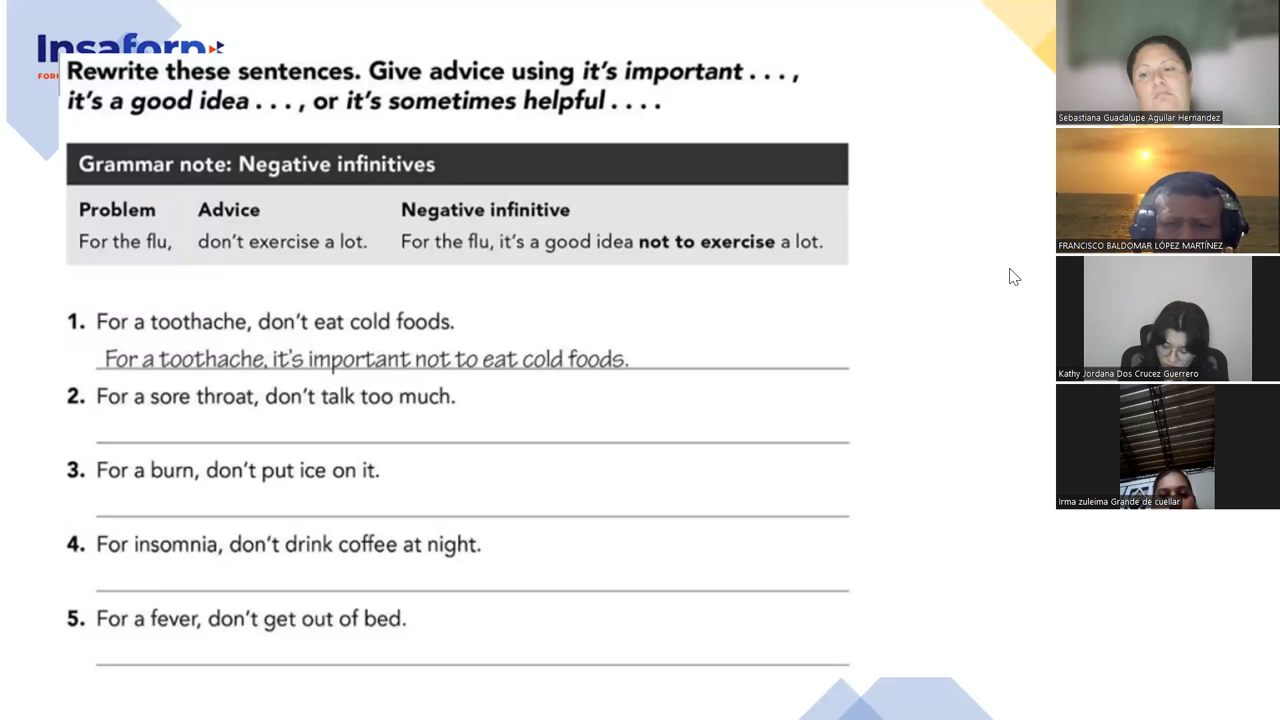 Insaforp
Rewrite these sentences. Give advice using it's important . . . ,
it's a good idea . . . , or it's sometimes helpful . . . .
Grammar note: Negative infinitives
Problem Advice Negative infinitive
For the flu, don't exercise a lot. For the flu, it's a good idea not to exercise a lot.
1. For a toothache, don't eat cold foods.
For a toothache, it's important not to eat cold foods.
2. For a sore throat, don't talk too much.
3. For a burn, don't put ice on it.
4. For insomnia, don't drink coffee at night.
5. For a fever, don't get out of bed.
Sebastiana Guadalupe Aguilar Hernandez
FRANCISCO BALDOMAR LÓPEZ MARTÍNEZ
Kathy Jordana Dos Crucez Guerrero
Irma zuleima Grande de cuellar